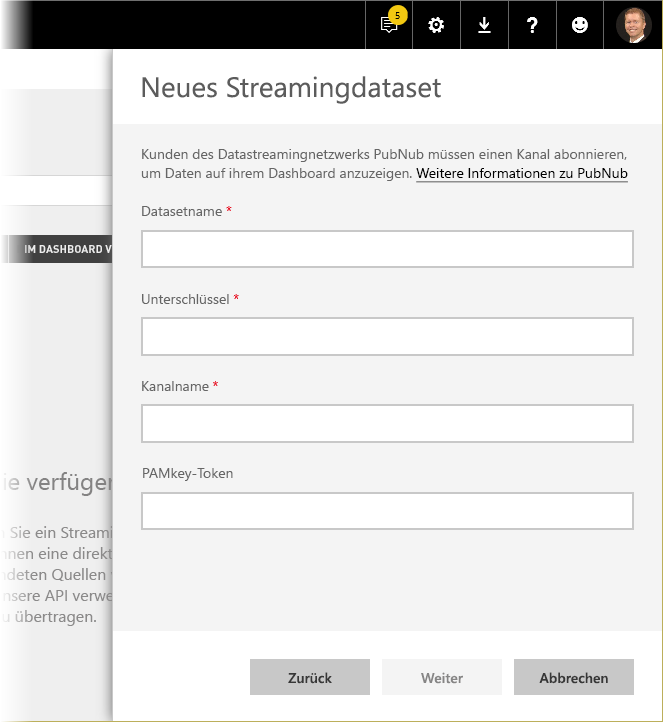 5
?
Neues Streamingdataset
Kunden des Datastreamingnetzwerks PubNub müssen einen Kanal abonnieren,
um Daten auf ihrem Dashboard anzuzeigen. Weitere Informationen zu PubNub
Datasetname *
IM DASHBOARD V
Unterschlüssel *
Kanalname *
PAMkey-Token
ie verfüger
Sie ein Streami
nnen eine direkt
ndeten Quellen
nsere API verwe
u übertragen.
Zurück
Weiter
Abbrechen